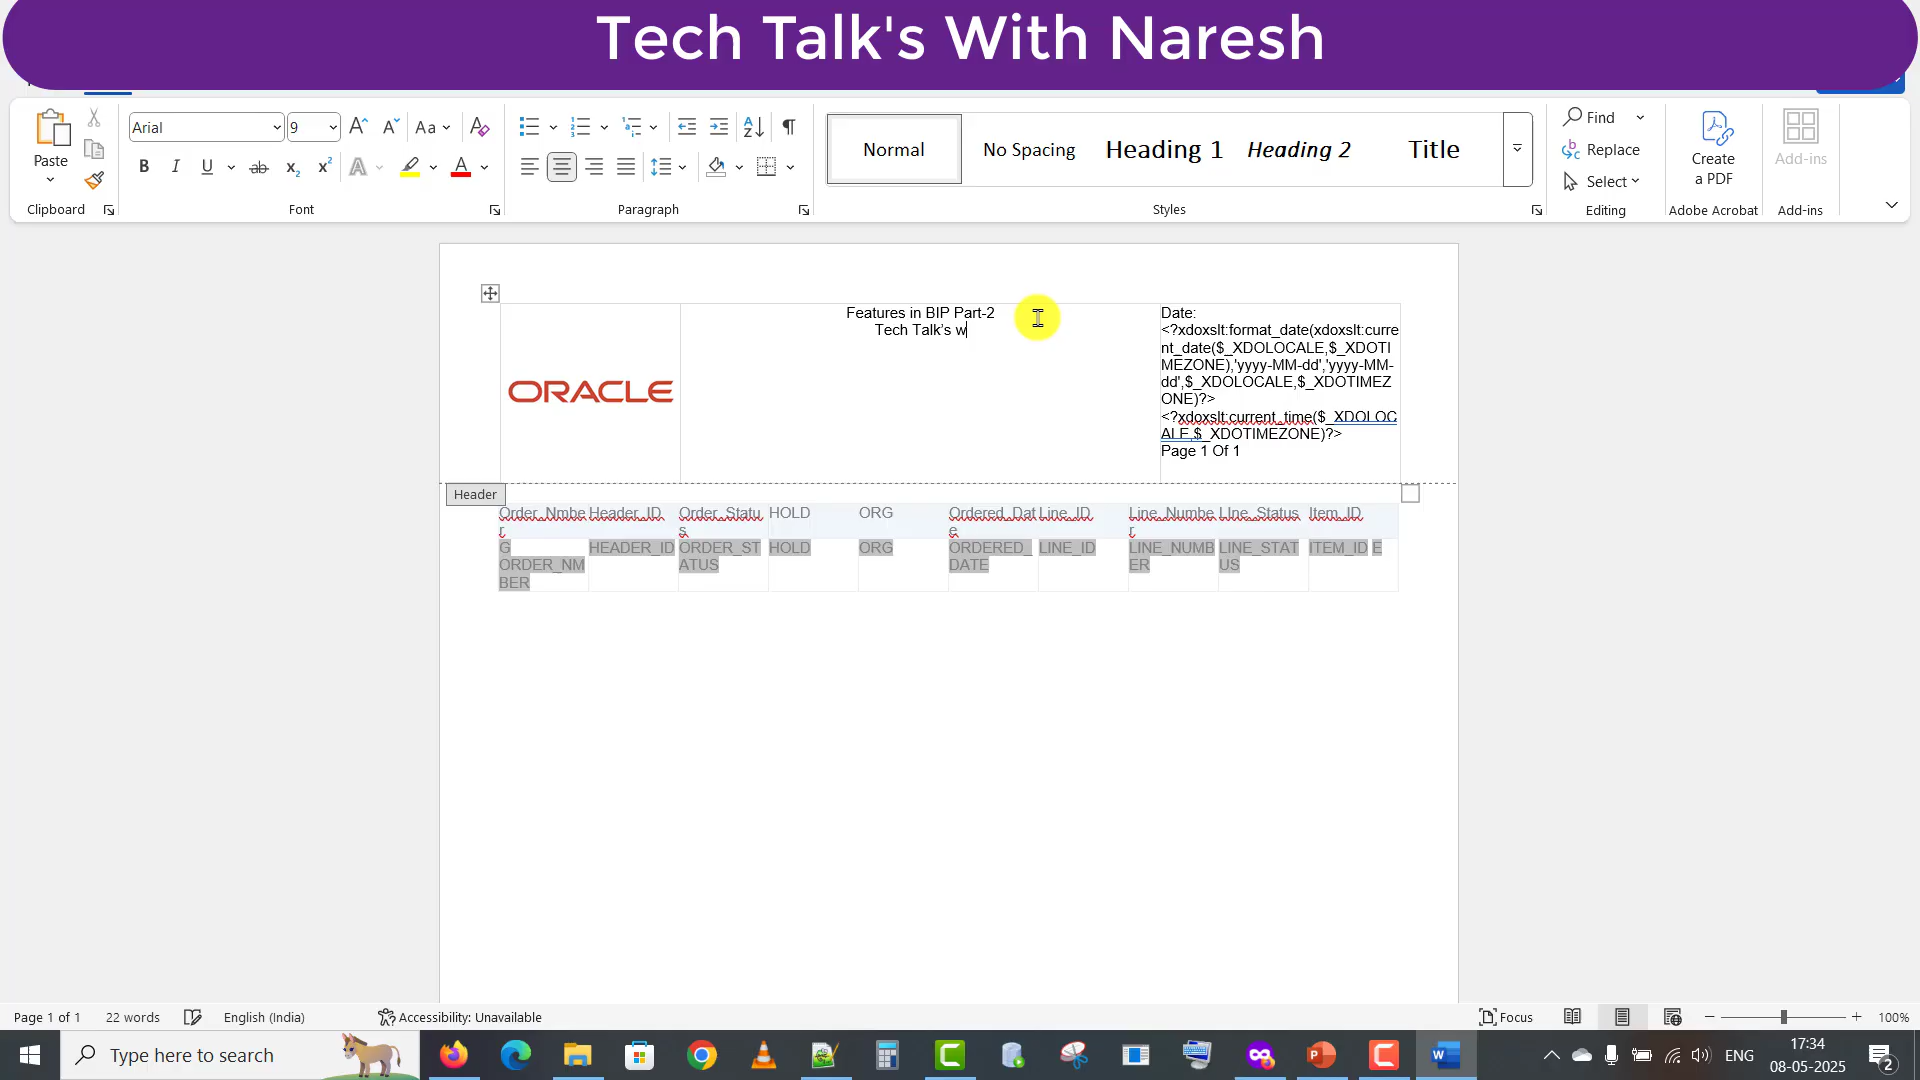 Tech Talk's With Naresh
Paste
Clipboard
Arial
9
Aa
Font
Paragraph
Normal
No Spacing
Heading 1
Heading 2
Title
Styles
Find
Replace
Select
Editing
Create
a PDF
Adobe Acrobat
Add-ins
Add-ins
ORACLE
Features in BIP Part-2
Tech Talk's w
Date:
<?xdoxslt:format_date(xdoxslt:curre
nt_date($_XDOLOCALE,$_XDOTI
MEZONE),'yyyy-MM-dd','yyyy-MM-
dd',$_XDOLOCALE,$_XDOTIMEZ
ONE)?>
<?xdoxslt:current_time($_XDOLOC
ALE,$_XDOTIMEZONE)?>
Page 1 Of 1
Header
Order_Nmbe Header_ID Order_Statu HOLD ORG Ordered_Dat Line_ID Line_Numbe LIne_Status Item_ID
r s e r
G HEADER_ID ORDER_ST HOLD ORG ORDERED_ LINE_ID LINE_NUMB LINE_STAT ITEM_ID E
ORDER_NM ATUS DATE ER US
BER
Page 1 of 1 22 words English (India) Accessibility: Unavailable Focus 100%
Type here to search
ENG
17:34
08-05-2025
2